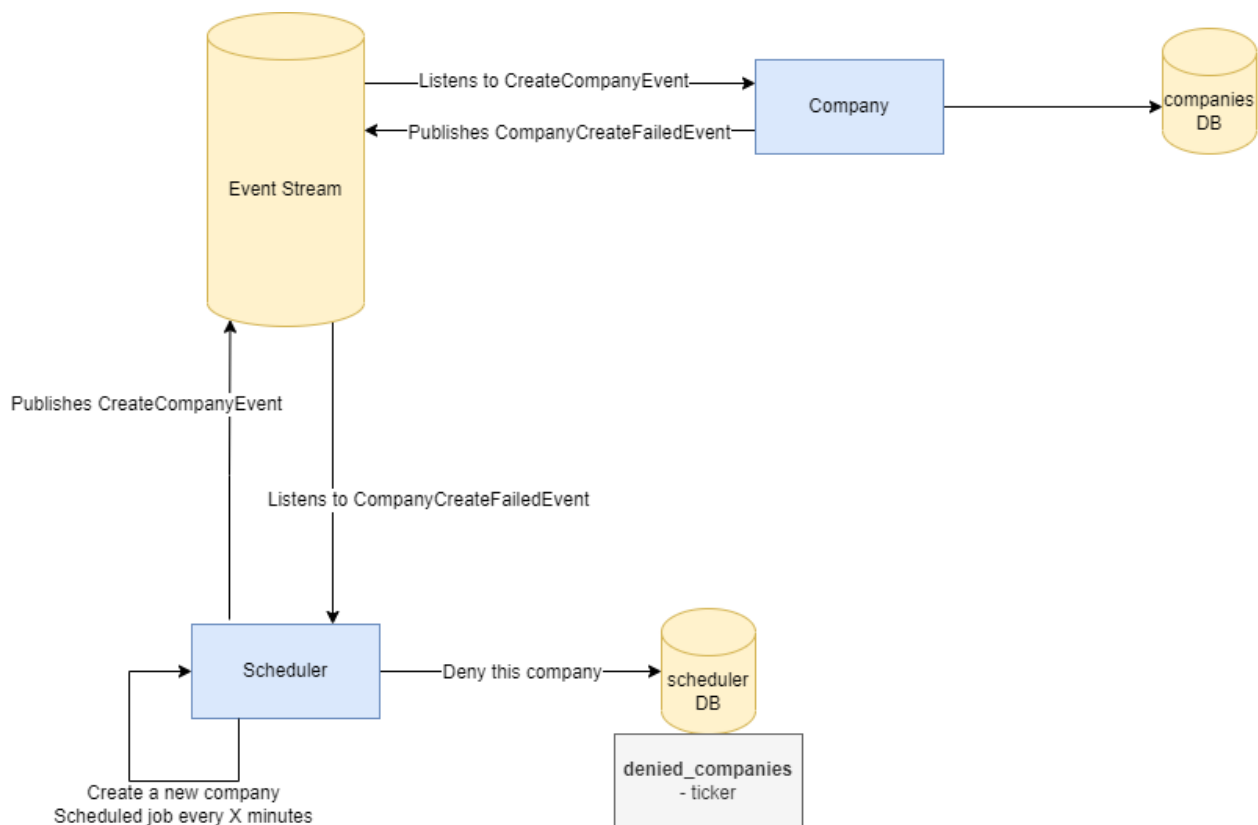 Listens to CreateCompanyEvent
Company
companies
DB
Publishes CompanyCreateFailedEvent
Event Stream
Publishes CreateCompanyEvent
Listens to CompanyCreateFailedEvent
Scheduler
Deny this company
scheduler
DB
denied_companies
- ticker
Create a new company
Scheduled job every X minutes